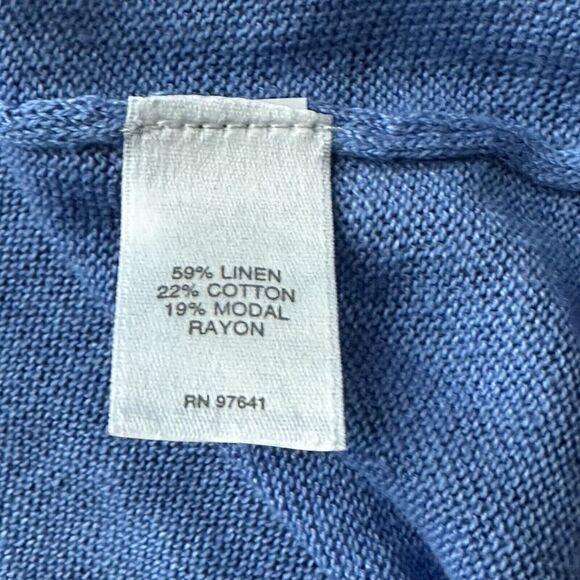 59% LINEN
22% COTTON
19% MODAL
RAYON
RN 97641